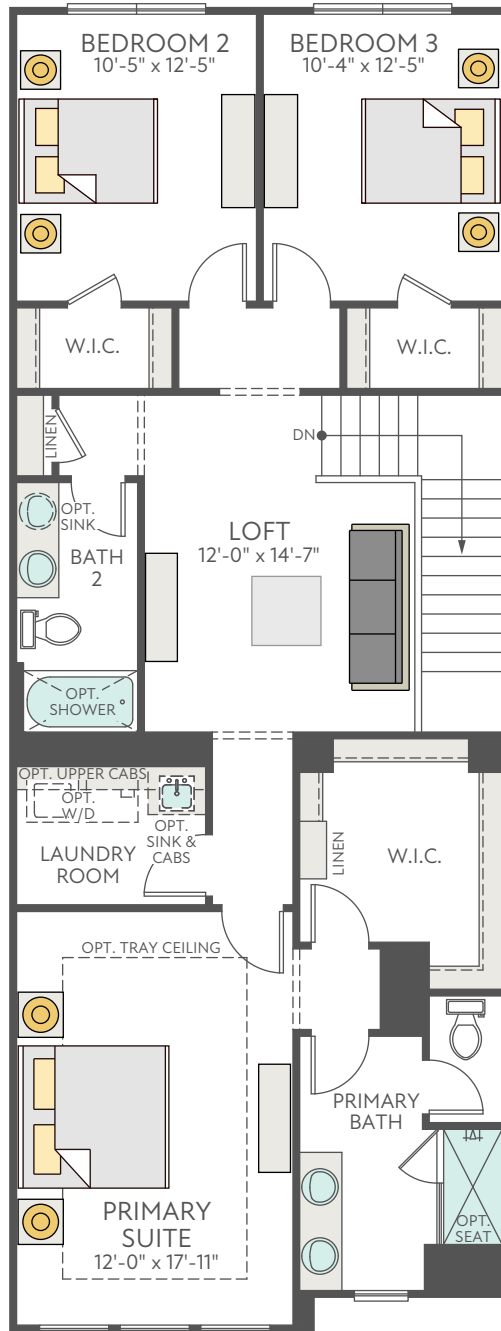 BEDROOM 2
10'-5" x 12'-5"
BEDROOM 3
10'-4" x 12'-5"
W.I.C.
W.I.C.
LINEN
DN
OPT.
SINK
BATH
2
LOFT
12'-0" x 14'-7"
OPT.
SHOWER
OPT. UPPER CABS
OPT.
W/D
OPT.
SINK &
CABS
LAUNDRY
ROOM
LINEN
W.I.C.
OPT. TRAY CEILING
PRIMARY
BATH
PRIMARY
SUITE
12'-0" x 17'-11"
OPT.
SEAT